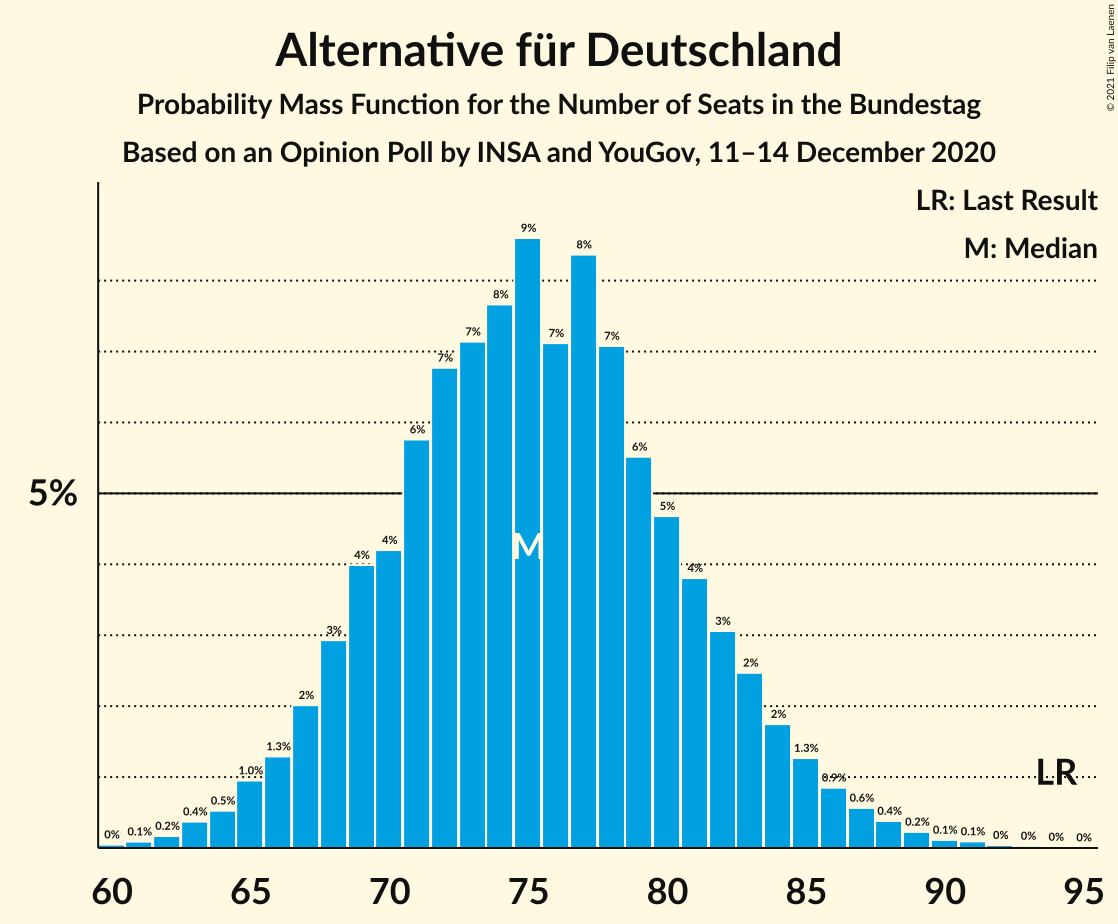 Alternative für Deutschland
Probability Mass Function for the Number of Seats in the Bundestag
Based on an Opinion Poll by INSA and YouGov, 11–14 December 2020
© 2021 Filip van Laenen
LR: Last Result
M: Median
5%
0% 0.1% 0.2% 0.4% 0.5% 1.0% 1.3% 2% 3% 4% 4% 6% 7% 7% 8% 9% 7% 8% 7% 6% 5% 4% 3% 2% 2% 1.3% 0.9% 0.6% 0.4% 0.2% 0.1% 0.1% 0% 0% 0% 0%
M
LR
60 65 70 75 80 85 90 95